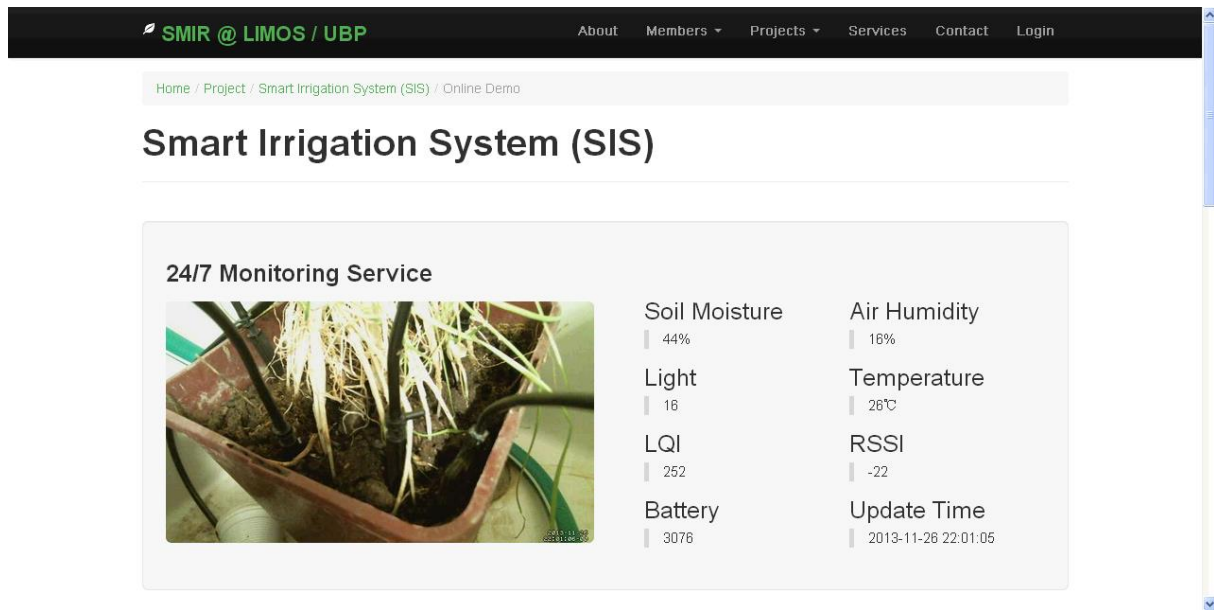 SMIR @ LIMOS / UBP
About Members Projects Services Contact Login
Home / Project / Smart Irrigation System (SIS) / Online Demo
Smart Irrigation System (SIS)
24/7 Monitoring Service
Soil Moisture
44%
Air Humidity
16%
Light
16
Temperature
26℃
LQI
252
RSSI
-22
Battery
3076
Update Time
2013-11-26 22:01:05